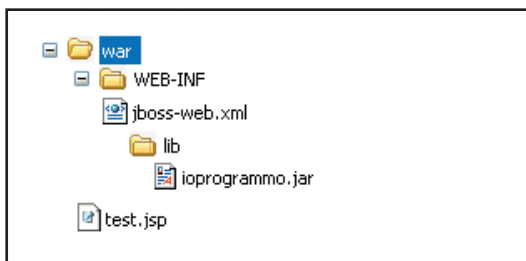 war
WEB-INF
jboss-web.xml
lib
ioprogrammo.jar
test.jsp